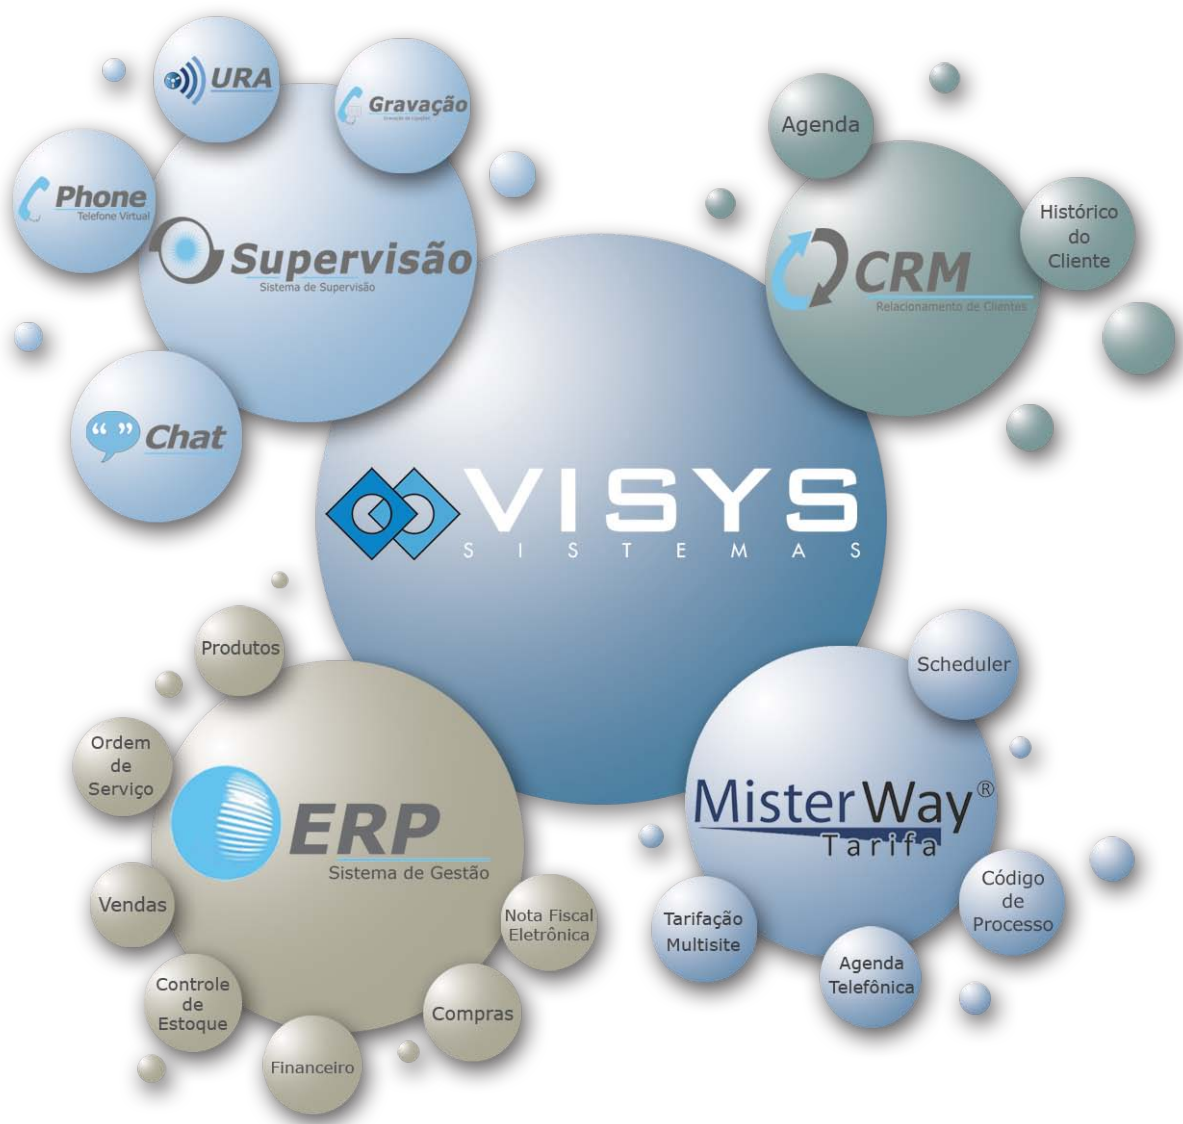 URA
Gravação
Phone
Telefone Virtual
Supervisão
Sistema de Supervisão
Chat
Agenda
Histórico
do
Cliente
CRM
Relacionamento de Clientes
VISYS
SISTEMAS
Produtos
Ordem
de
Serviço
ERP
Sistema de Gestão
Vendas
Controle
de
Estoque
Financeiro
Compras
Nota Fiscal
Eletrônica
Scheduler
MisterWay®
Tarifa
Tarifação
Multisite
Agenda
Telefônica
Código
de
Processo